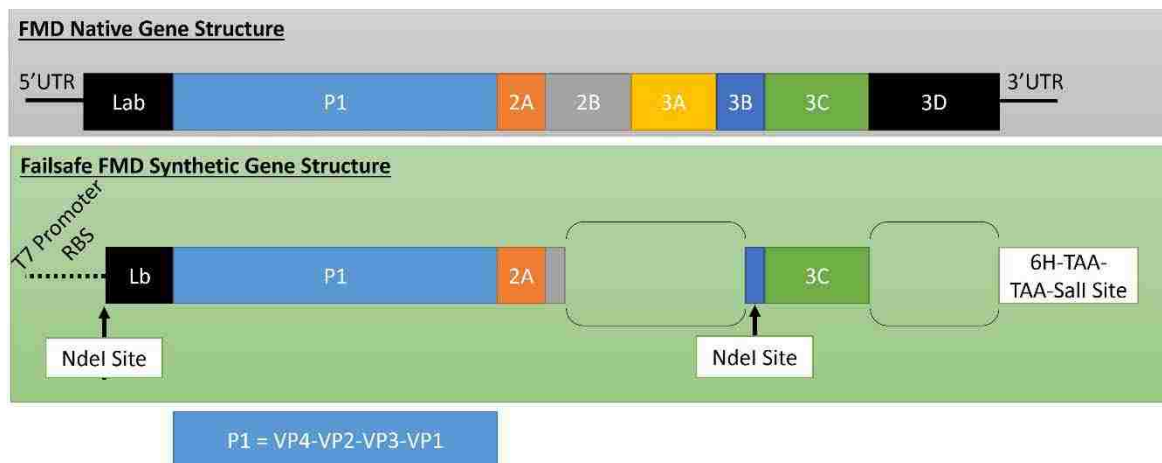 FMD Native Gene Structure
5'UTR
Lab
P1
2A
2B
3A
3B
3C
3D
3'UTR
Failsafe FMD Synthetic Gene Structure
T7 Promoter
RBS
Lb
P1
2A
3C
6H-TAA-
TAA-SalI Site
NdeI Site
NdeI Site
P1 = VP4-VP2-VP3-VP1